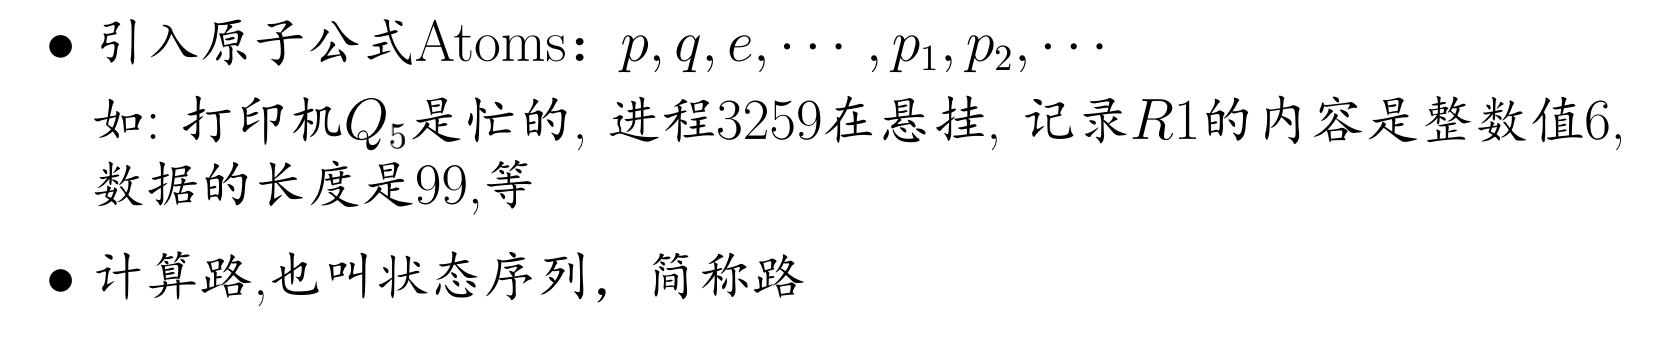 • 引入原子公式Atoms：p, q, e, ··· , p₁, p₂, ···
如: 打印机Q₅是忙的, 进程3259在悬挂, 记录R1的内容是整数值6,
数据的长度是99,等
• 计算路,也叫状态序列，简称路